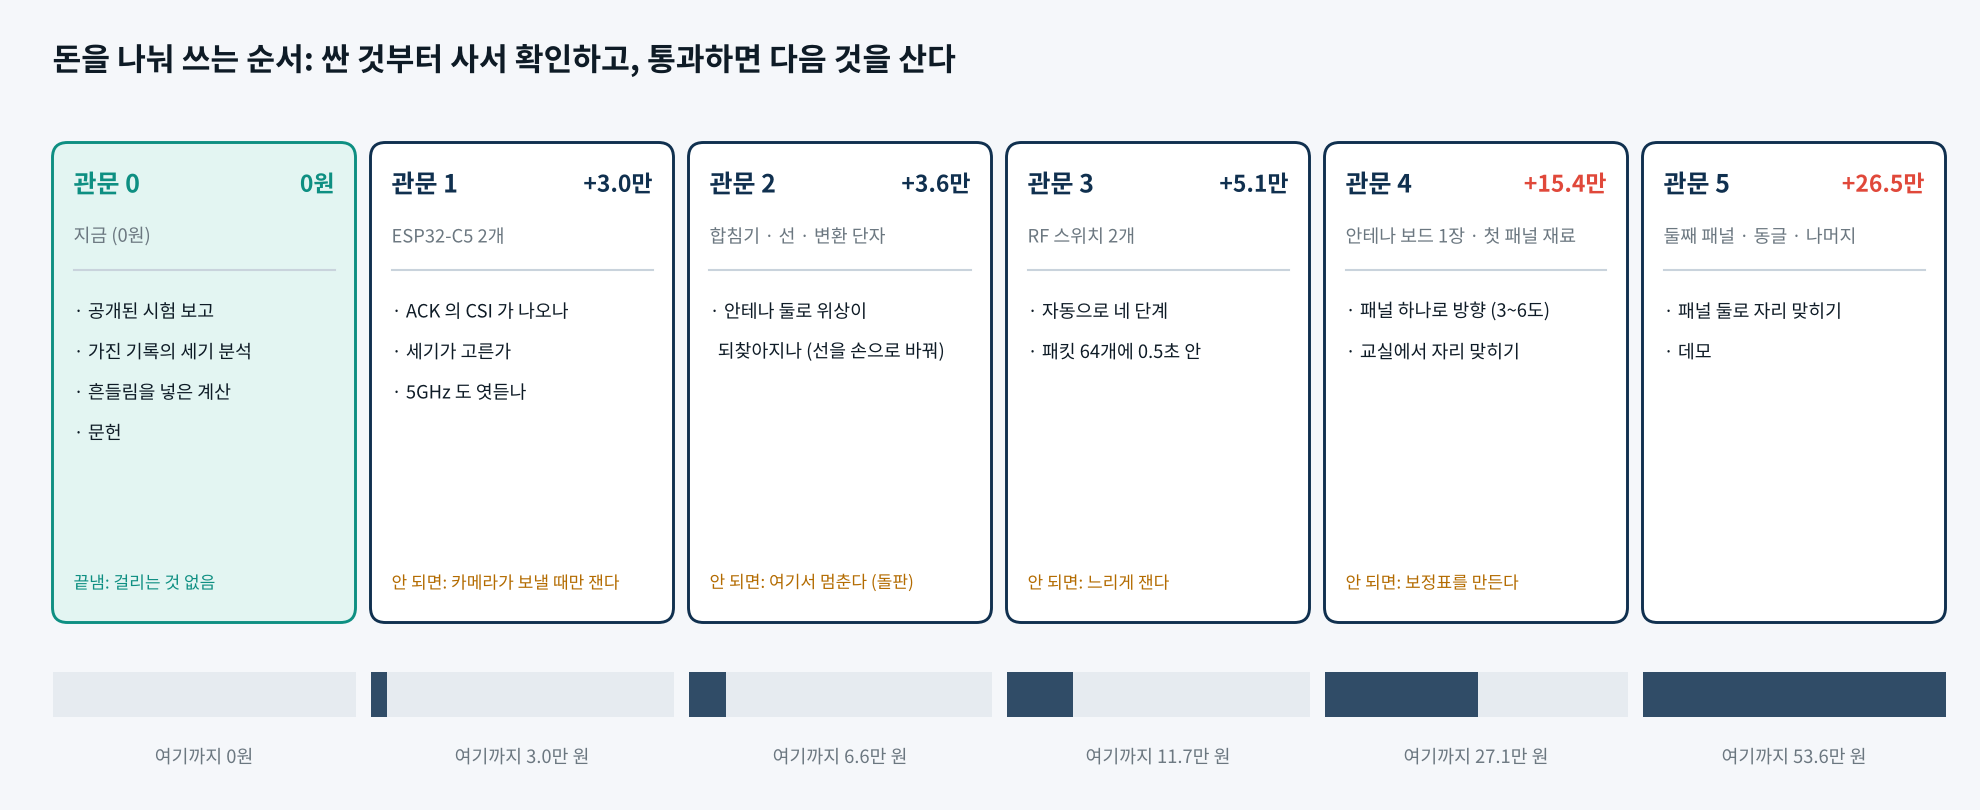 돈을 나눠 쓰는 순서: 싼 것부터 사서 확인하고, 통과하면 다음 것을 산다
관문 0 0원
지금 (0원)
· 공개된 시험 보고
· 가진 기록의 세기 분석
· 흔들림을 넣은 계산
· 문헌
끝냄: 걸리는 것 없음
관문 1 +3.0만
ESP32-C5 2개
· ACK 의 CSI 가 나오나
· 세기가 고른가
· 5GHz 도 엿듣나
안 되면: 카메라가 보낼 때만 잰다
관문 2 +3.6만
합침기 · 선 · 변환 단자
· 안테나 둘로 위상이
되찾아지나 (선을 손으로 바꿔)
안 되면: 여기서 멈춘다 (돌판)
관문 3 +5.1만
RF 스위치 2개
· 자동으로 네 단계
· 패킷 64개에 0.5초 안
안 되면: 느리게 잰다
관문 4 +15.4만
안테나 보드 1장 · 첫 패널 재료
· 패널 하나로 방향 (3~6도)
· 교실에서 자리 맞히기
안 되면: 보정표를 만든다
관문 5 +26.5만
둘째 패널 · 동글 · 나머지
· 패널 둘로 자리 맞히기
· 데모
여기까지 0원
여기까지 3.0만 원
여기까지 6.6만 원
여기까지 11.7만 원
여기까지 27.1만 원
여기까지 53.6만 원